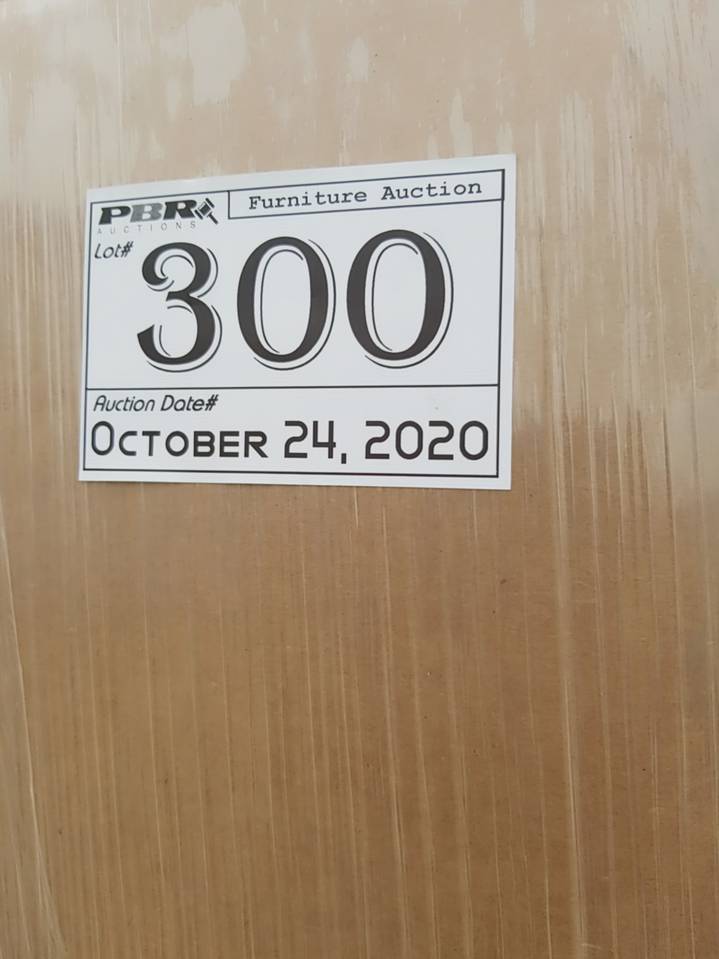 PBR
AUCTIONS
Furniture Auction
Lot#
300
Auction Date#
OCTOBER 24, 2020